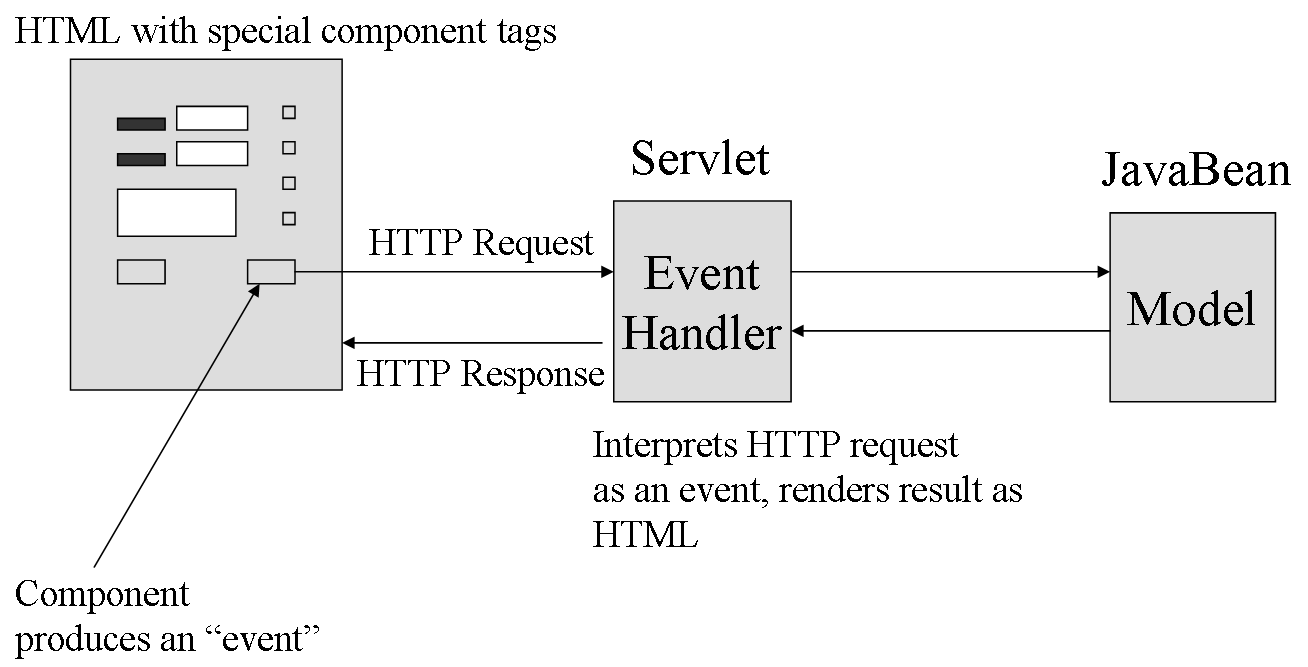 HTML with special component tags
Servlet
JavaBean
HTTP Request
Event
Handler
Model
HTTP Response
Interprets HTTP request
as an event, renders result as
HTML
Component
produces an “event”